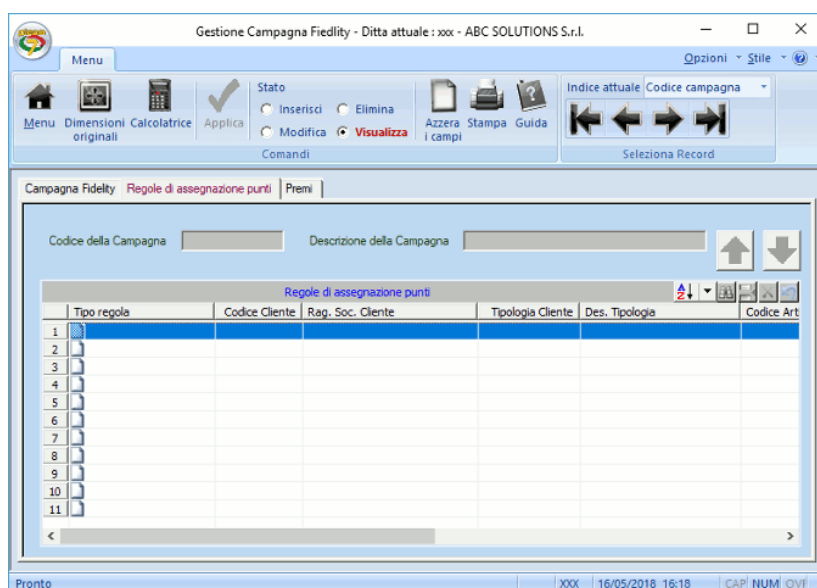 Gestione Campagna Fiedlity - Ditta attuale : xxx - ABC SOLUTIONS S.r.l.
Menu
Opzioni Stile
Menu
Dimensioni originali
Calcolatrice
Applica
Stato
Inserisci Elimina
Modifica Visualizza
Azzera i campi
Stampa
Guida
Comandi
Indice attuale Codice campagna
Seleziona Record
Campagna Fidelity Regole di assegnazione punti Premi
Codice della Campagna Descrizione della Campagna
Regole di assegnazione punti
Tipo regola Codice Cliente Rag. Soc. Cliente Tipologia Cliente Des. Tipologia Codice Art
1
2
3
4
5
6
7
8
9
10
11
Pronto XXX 16/05/2018 16:18 CAP NUM OVR